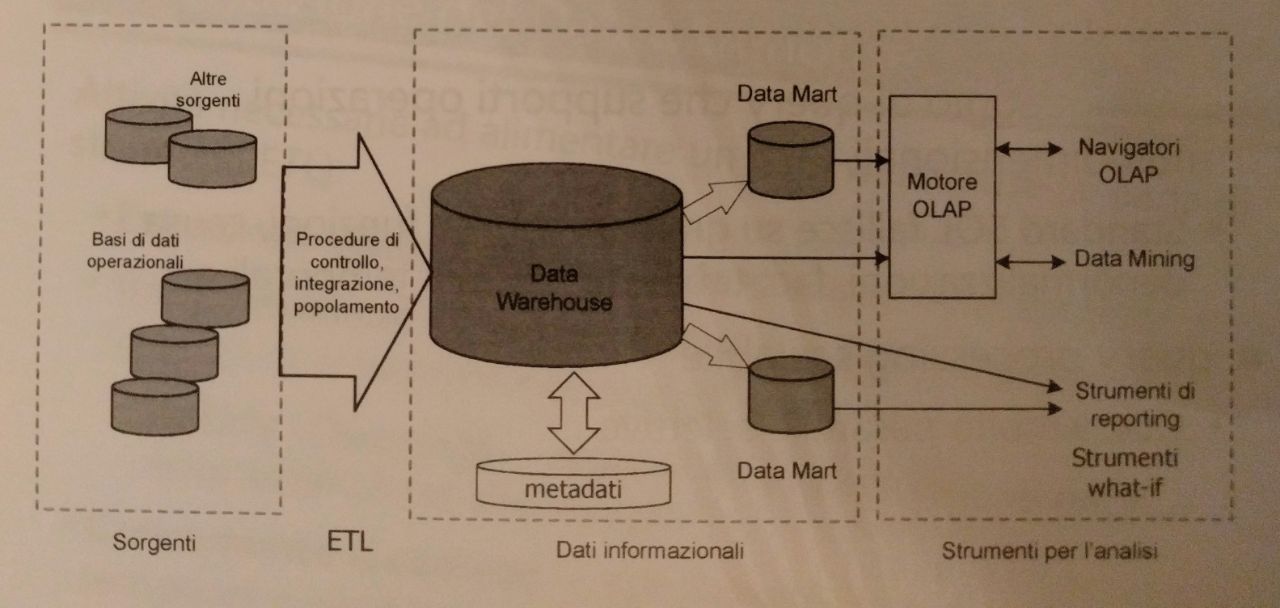 Altre
sorgenti
Basi di dati
operazionali
Procedure di
controllo,
integrazione,
popolamento
Data
Warehouse
metadati
Data Mart
Data Mart
Motore
OLAP
Navigatori
OLAP
Data Mining
Strumenti di
reporting
Strumenti
what-if
Sorgenti
ETL
Dati informazionali
Strumenti per l'analisi